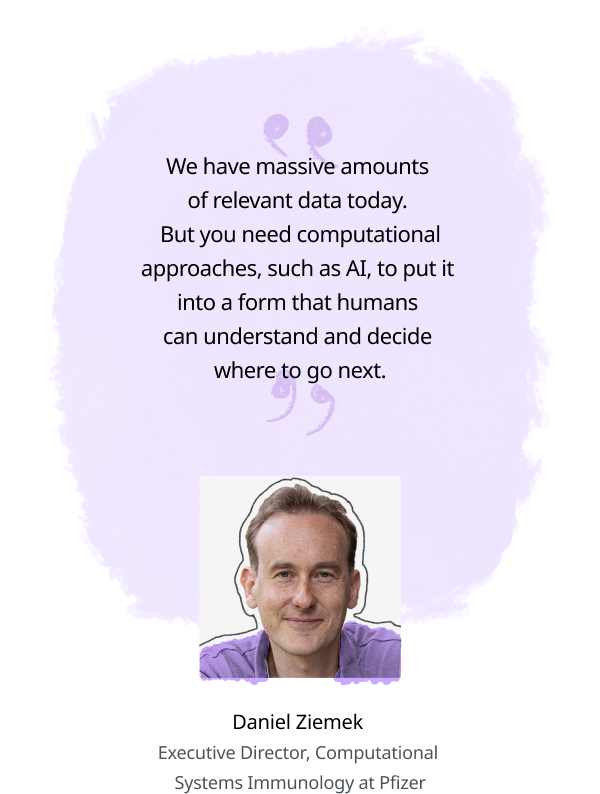 We have massive amounts
of relevant data today.
But you need computational
approaches, such as AI, to put it
into a form that humans
can understand and decide
where to go next.
Daniel Ziemek
Executive Director, Computational
Systems Immunology at Pfizer